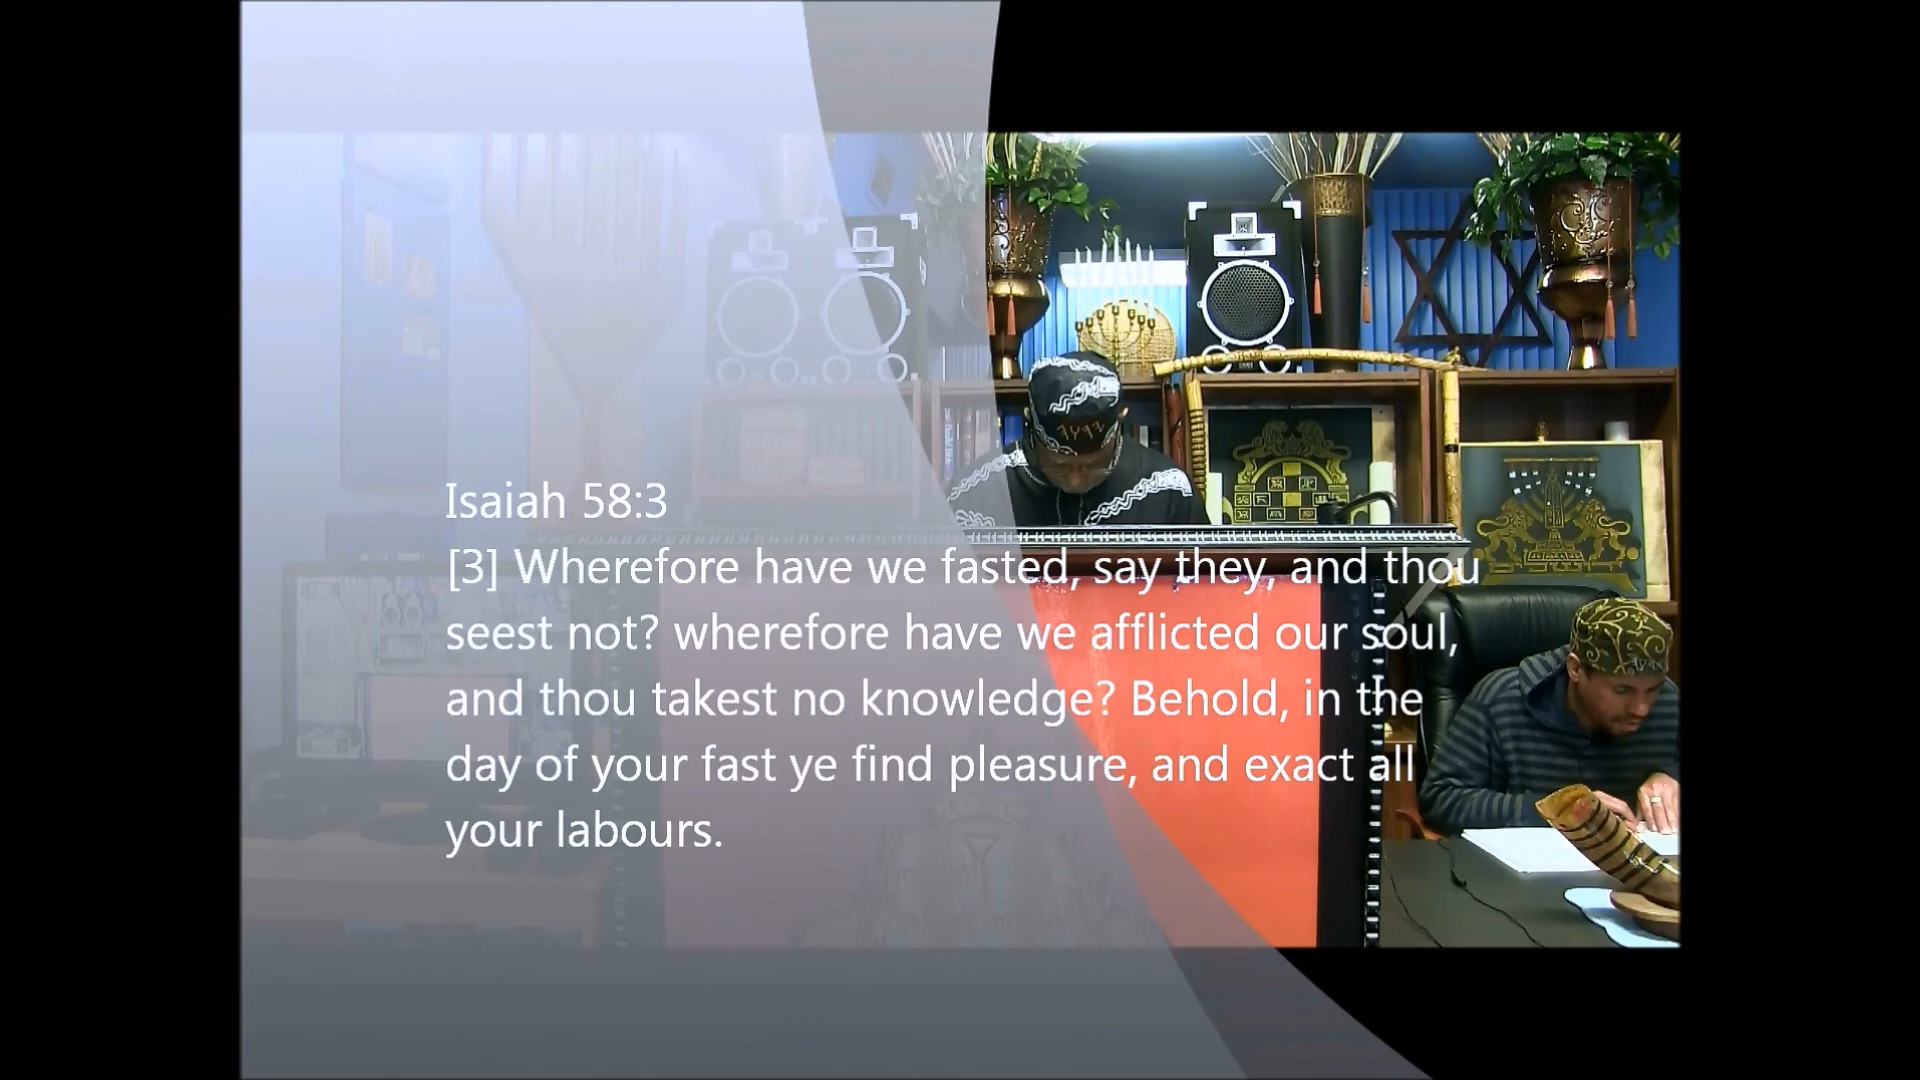 Isaiah 58:3
[3] Wherefore have we fasted, say they, and thou
seest not? wherefore have we afflicted our soul,
and thou takest no knowledge? Behold, in the
day of your fast ye find pleasure, and exact all
your labours.